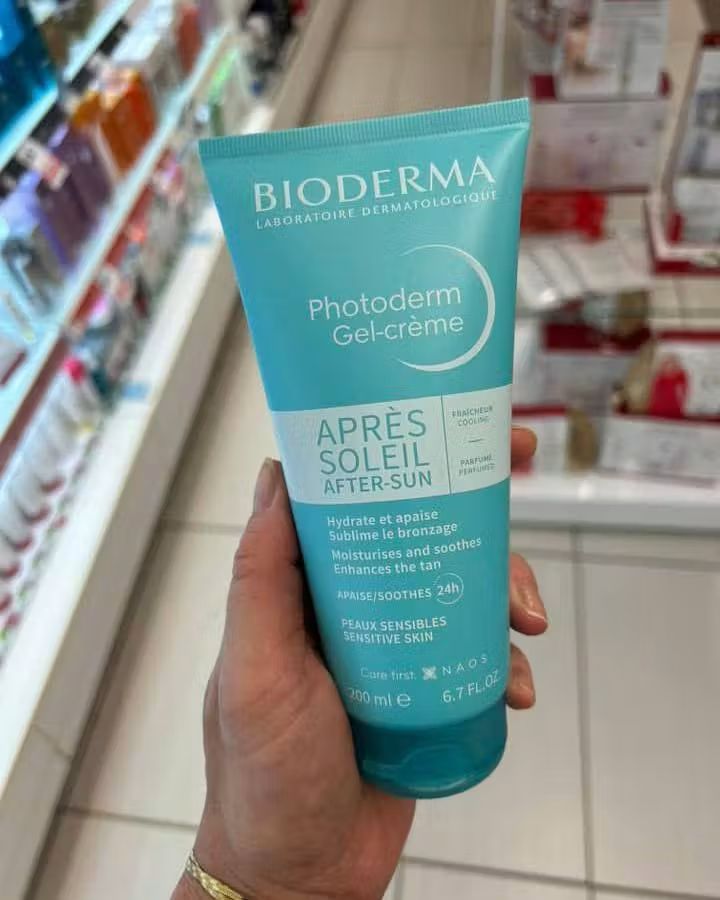 BIODERMA
LABORATOIRE DERMATOLOGIQUE
Photoderm
Gel-crème
APRÈS
SOLEIL
AFTER-SUN
FRAÎCHEUR
COOLING
PARFUMÉ
PERFUMED
Hydrate et apaise
Sublime le bronzage
Moisturises and soothes
Enhances the tan
APAISE/SOOTHES 24h
PEAUX SENSIBLES
SENSITIVE SKIN
Care first. NAOS
200 ml e 6.7 FL.OZ.